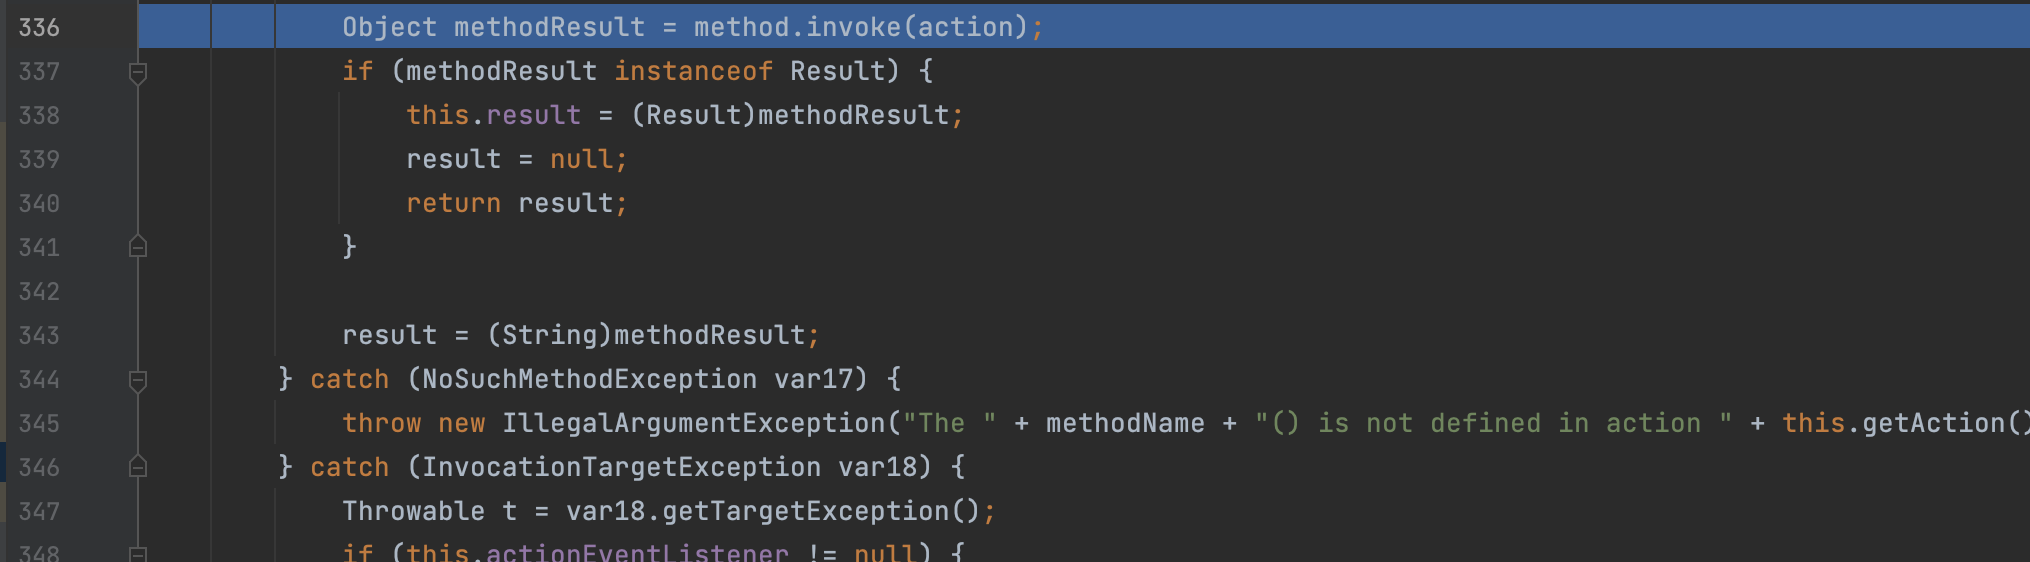 336 Object methodResult = method.invoke(action);
337 if (methodResult instanceof Result) {
338 this.result = (Result)methodResult;
339 result = null;
340 return result;
341 }
342
343 result = (String)methodResult;
344 } catch (NoSuchMethodException var17) {
345 throw new IllegalArgumentException("The " + methodName + "() is not defined in action " + this.getAction()
346 } catch (InvocationTargetException var18) {
347 Throwable t = var18.getTargetException();
348 if (this.actionEventListener != null) {